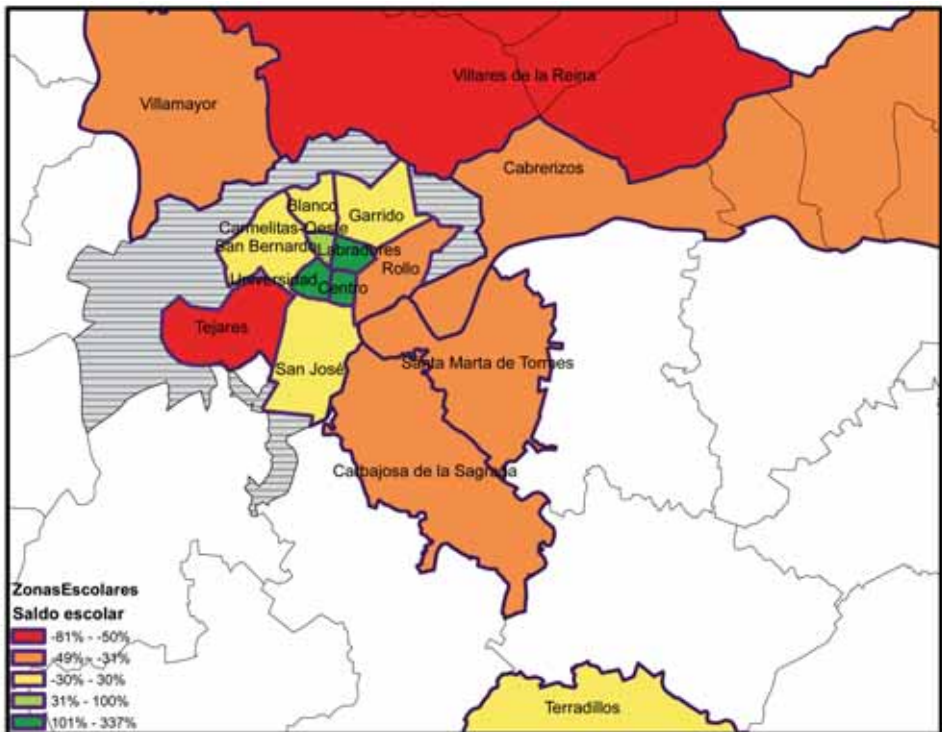 Villares de la Reina
Villamayor
Cabrerizos
Blanco
Garrido
Carmelitas-Oeste
San Bernardo
Labradores
Rollo
Universidad
Centro
Tejares
San José
Santa Marta de Tormes
Carbajosa de la Sagrada
ZonasEscolares
Saldo escolar
-81% - -50%
-49% - -31%
-30% - 30%
31% - 100%
101% - 337%
Terradillos